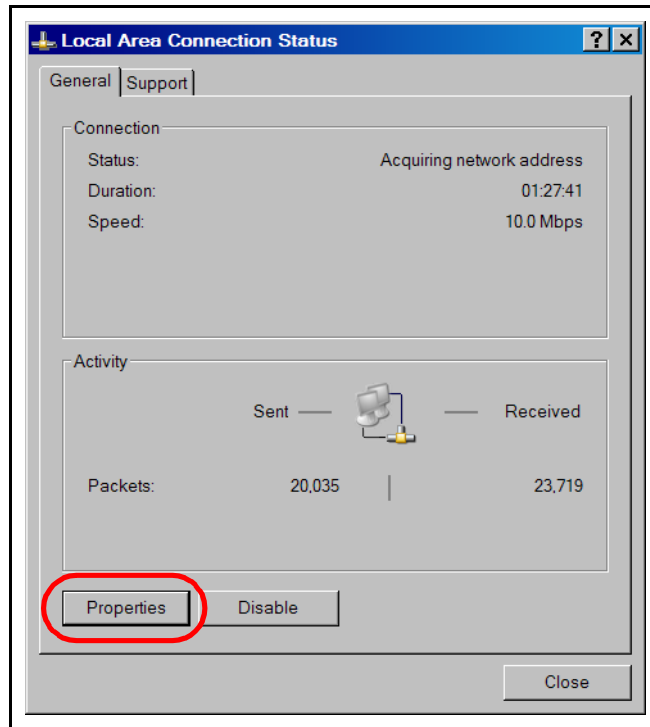 Local Area Connection Status
General Support
Connection
Status: Acquiring network address
Duration: 01:27:41
Speed: 10.0 Mbps
Activity
Sent Received
Packets: 20,035 23,719
Properties Disable
Close